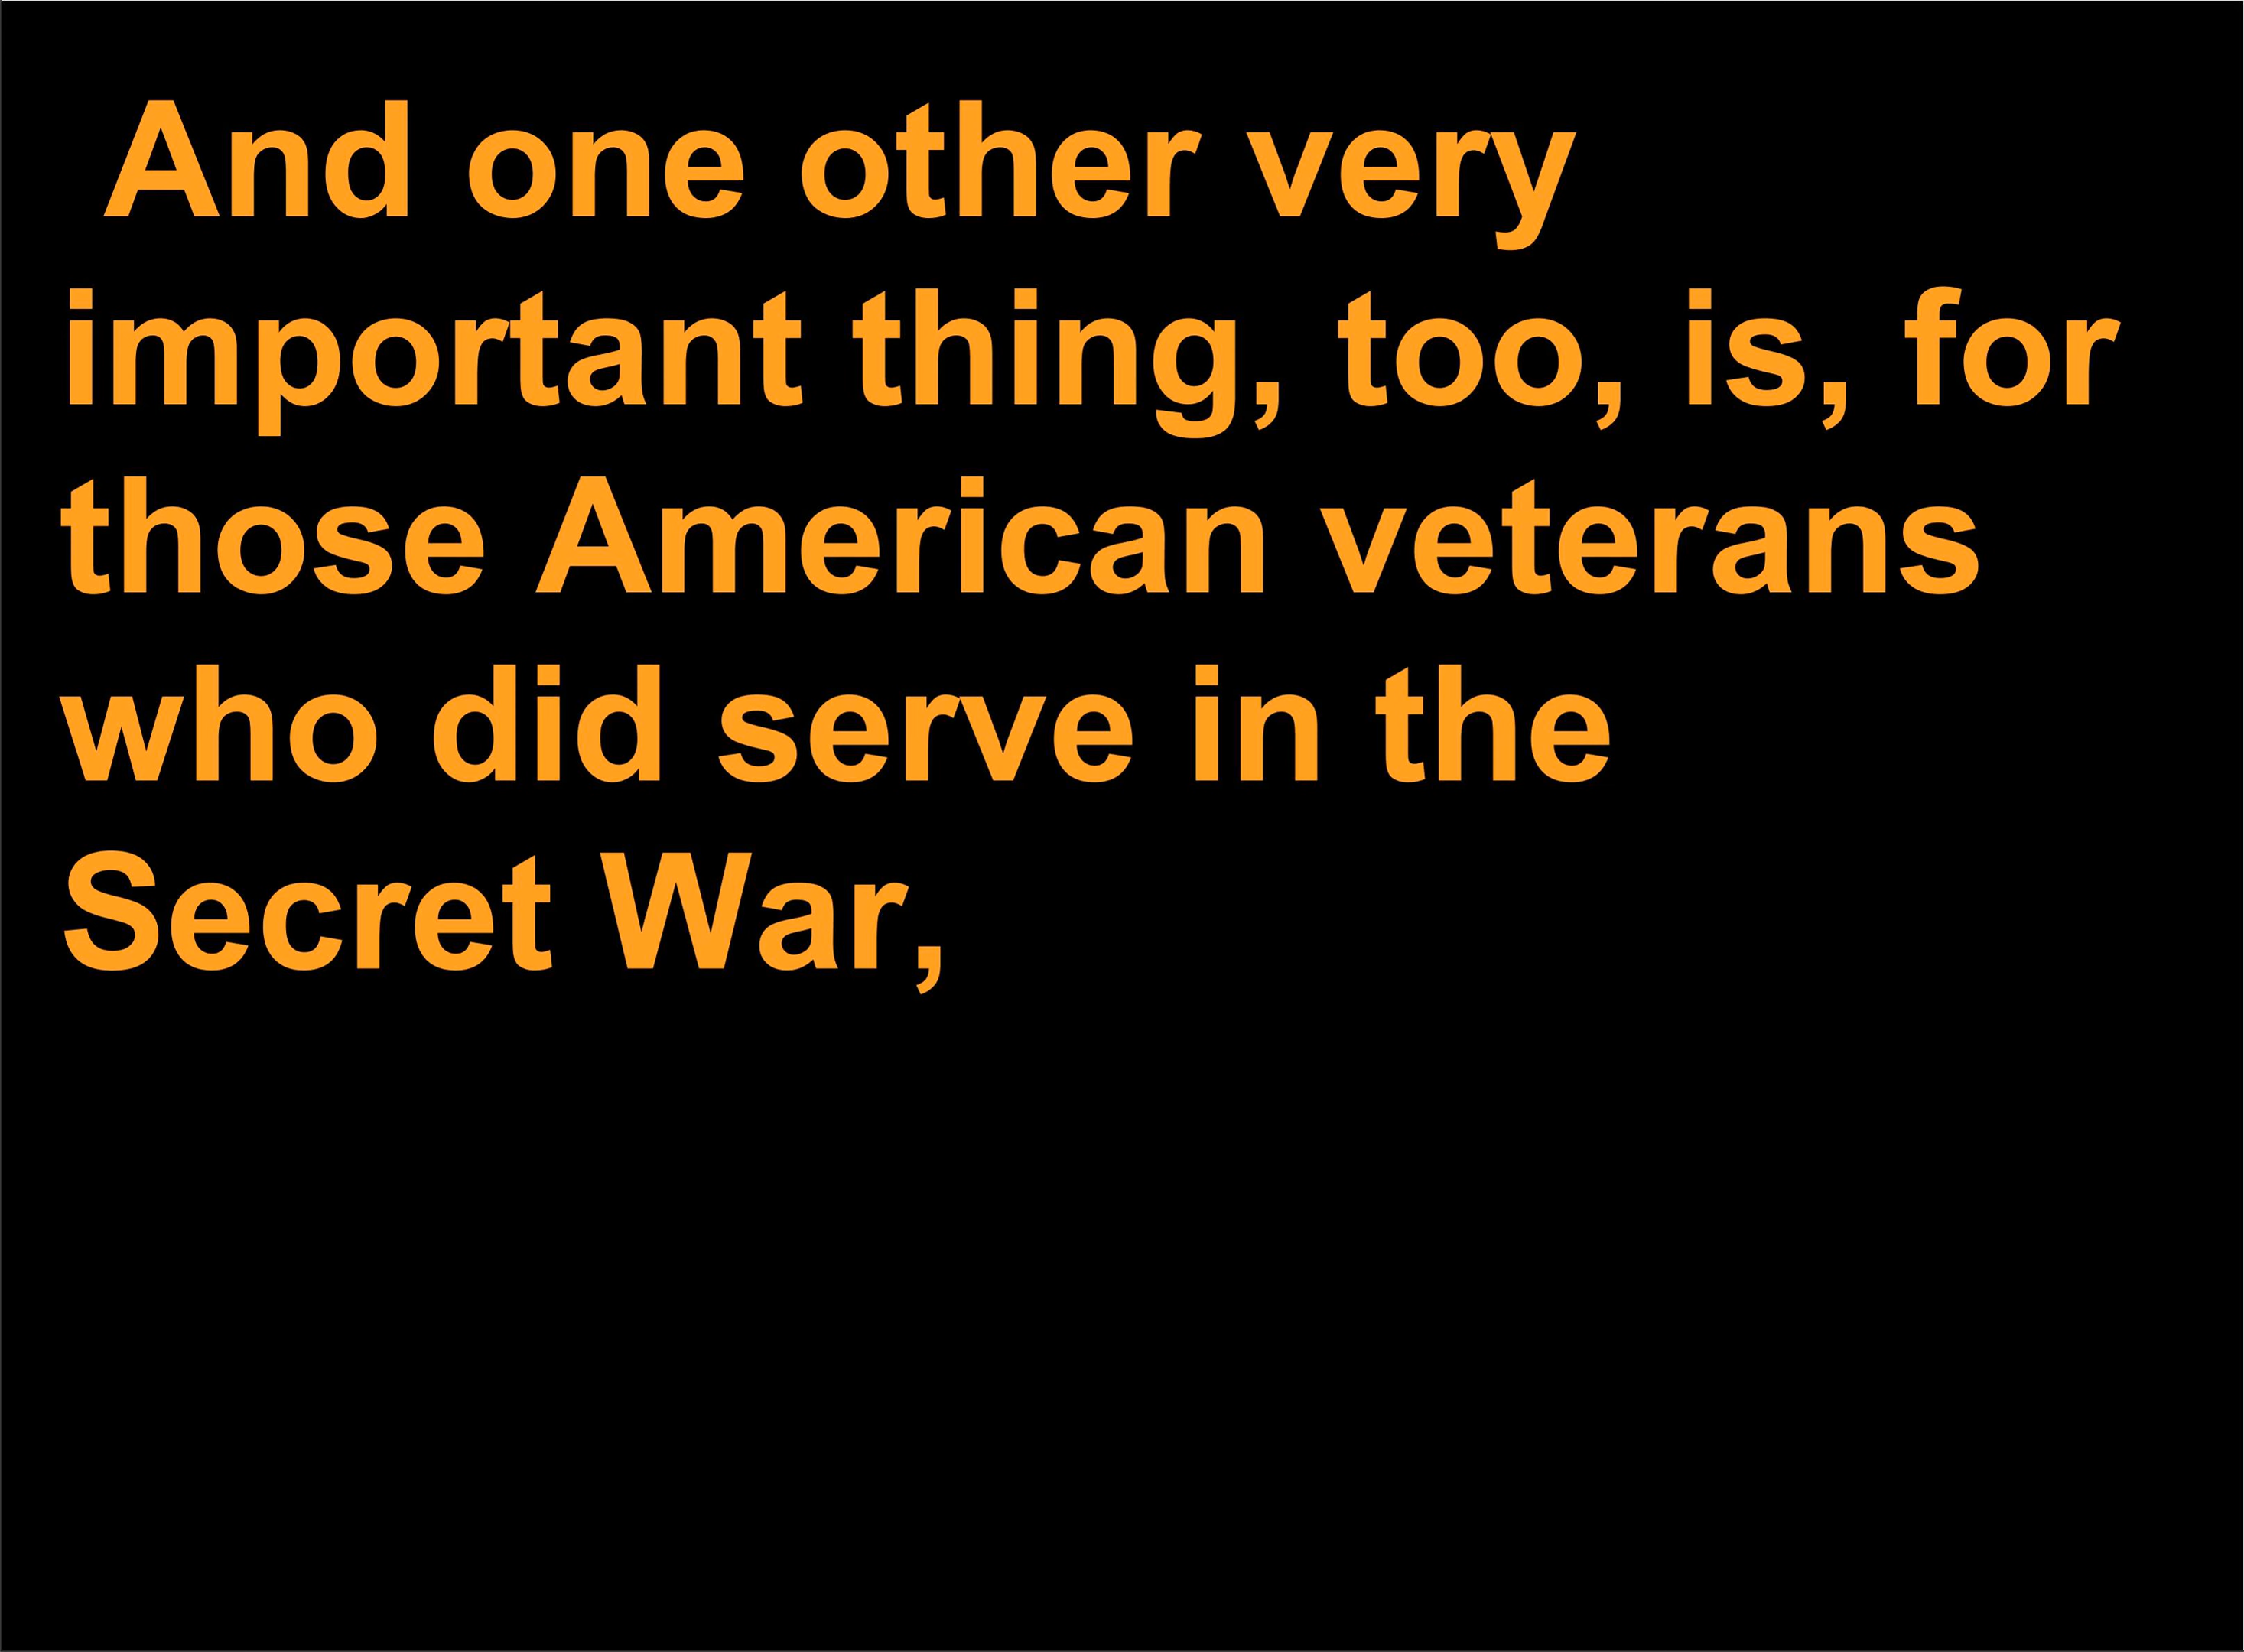 And one other very
important thing, too, is, for
those American veterans
who did serve in the
Secret War,